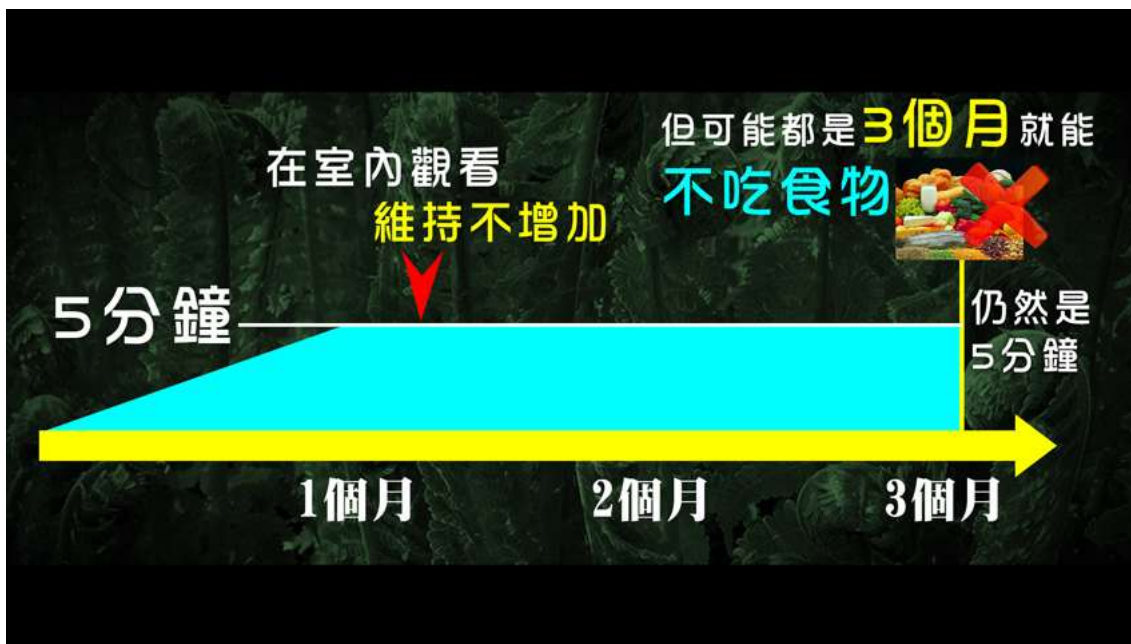 但可能都是3個月就能
不吃食物
在室內觀看
維持不增加
5分鐘
仍然是
5分鐘
1個月
2個月
3個月